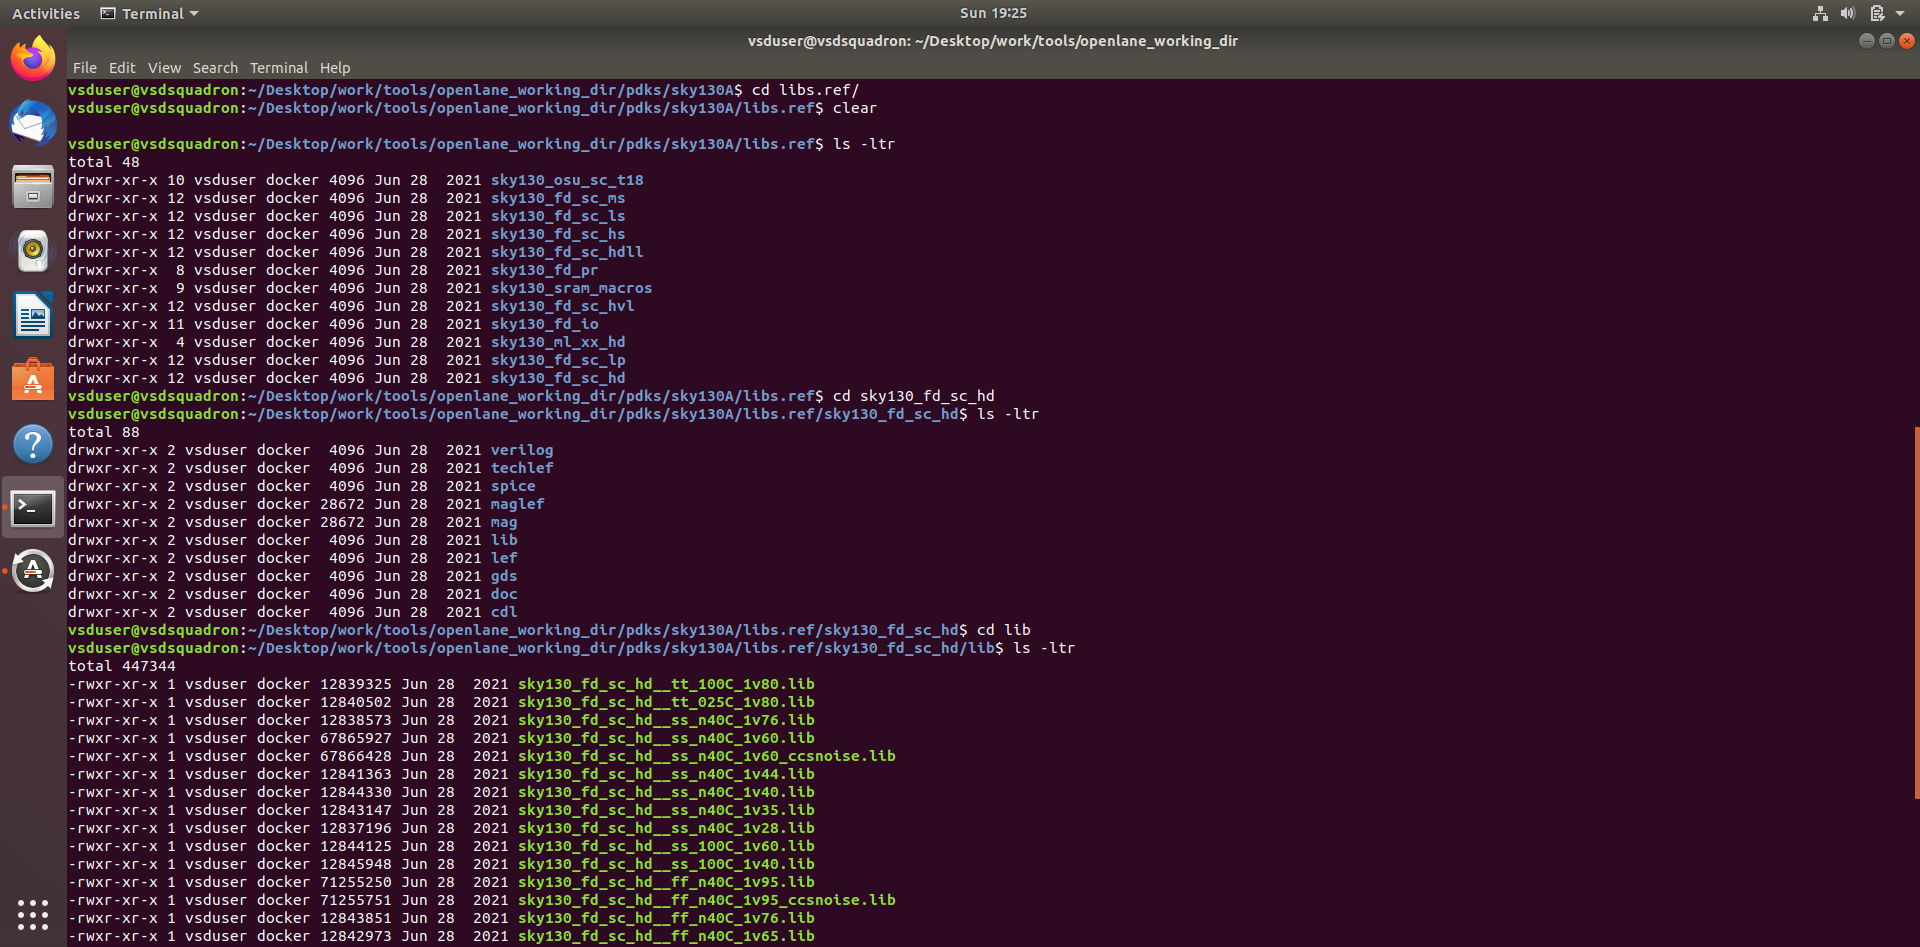 Activities Terminal Sun 19:25
vsduser@vsdsquadron: ~/Desktop/work/tools/openlane_working_dir
File Edit View Search Terminal Help
vsduser@vsdsquadron:~/Desktop/work/tools/openlane_working_dir/pdks/sky130A$ cd libs.ref/
vsduser@vsdsquadron:~/Desktop/work/tools/openlane_working_dir/pdks/sky130A/libs.ref$ clear
vsduser@vsdsquadron:~/Desktop/work/tools/openlane_working_dir/pdks/sky130A/libs.ref$ ls -ltr
total 48
drwxr-xr-x 10 vsduser docker 4096 Jun 28  2021 sky130_osu_sc_t18
drwxr-xr-x 12 vsduser docker 4096 Jun 28  2021 sky130_fd_sc_ms
drwxr-xr-x 12 vsduser docker 4096 Jun 28  2021 sky130_fd_sc_ls
drwxr-xr-x 12 vsduser docker 4096 Jun 28  2021 sky130_fd_sc_hs
drwxr-xr-x 12 vsduser docker 4096 Jun 28  2021 sky130_fd_sc_hdll
drwxr-xr-x  8 vsduser docker 4096 Jun 28  2021 sky130_fd_pr
drwxr-xr-x  9 vsduser docker 4096 Jun 28  2021 sky130_sram_macros
drwxr-xr-x 12 vsduser docker 4096 Jun 28  2021 sky130_fd_sc_hvl
drwxr-xr-x 11 vsduser docker 4096 Jun 28  2021 sky130_fd_io
drwxr-xr-x  4 vsduser docker 4096 Jun 28  2021 sky130_ml_xx_hd
drwxr-xr-x 12 vsduser docker 4096 Jun 28  2021 sky130_fd_sc_lp
drwxr-xr-x 12 vsduser docker 4096 Jun 28  2021 sky130_fd_sc_hd
vsduser@vsdsquadron:~/Desktop/work/tools/openlane_working_dir/pdks/sky130A/libs.ref$ cd sky130_fd_sc_hd
vsduser@vsdsquadron:~/Desktop/work/tools/openlane_working_dir/pdks/sky130A/libs.ref/sky130_fd_sc_hd$ ls -ltr
total 88
drwxr-xr-x 2 vsduser docker  4096 Jun 28  2021 verilog
drwxr-xr-x 2 vsduser docker  4096 Jun 28  2021 techlef
drwxr-xr-x 2 vsduser docker  4096 Jun 28  2021 spice
drwxr-xr-x 2 vsduser docker 28672 Jun 28  2021 maglef
drwxr-xr-x 2 vsduser docker 28672 Jun 28  2021 mag
drwxr-xr-x 2 vsduser docker  4096 Jun 28  2021 lib
drwxr-xr-x 2 vsduser docker  4096 Jun 28  2021 lef
drwxr-xr-x 2 vsduser docker  4096 Jun 28  2021 gds
drwxr-xr-x 2 vsduser docker  4096 Jun 28  2021 doc
drwxr-xr-x 2 vsduser docker  4096 Jun 28  2021 cdl
vsduser@vsdsquadron:~/Desktop/work/tools/openlane_working_dir/pdks/sky130A/libs.ref/sky130_fd_sc_hd$ cd lib
vsduser@vsdsquadron:~/Desktop/work/tools/openlane_working_dir/pdks/sky130A/libs.ref/sky130_fd_sc_hd/lib$ ls -ltr
total 447344
-rwxr-xr-x 1 vsduser docker 12839325 Jun 28  2021 sky130_fd_sc_hd__tt_100C_1v80.lib
-rwxr-xr-x 1 vsduser docker 12840502 Jun 28  2021 sky130_fd_sc_hd__tt_025C_1v80.lib
-rwxr-xr-x 1 vsduser docker 12838573 Jun 28  2021 sky130_fd_sc_hd__ss_n40C_1v76.lib
-rwxr-xr-x 1 vsduser docker 67865927 Jun 28  2021 sky130_fd_sc_hd__ss_n40C_1v60.lib
-rwxr-xr-x 1 vsduser docker 67866428 Jun 28  2021 sky130_fd_sc_hd__ss_n40C_1v60_ccsnoise.lib
-rwxr-xr-x 1 vsduser docker 12841363 Jun 28  2021 sky130_fd_sc_hd__ss_n40C_1v44.lib
-rwxr-xr-x 1 vsduser docker 12844330 Jun 28  2021 sky130_fd_sc_hd__ss_n40C_1v40.lib
-rwxr-xr-x 1 vsduser docker 12843147 Jun 28  2021 sky130_fd_sc_hd__ss_n40C_1v35.lib
-rwxr-xr-x 1 vsduser docker 12837196 Jun 28  2021 sky130_fd_sc_hd__ss_n40C_1v28.lib
-rwxr-xr-x 1 vsduser docker 12844125 Jun 28  2021 sky130_fd_sc_hd__ss_100C_1v60.lib
-rwxr-xr-x 1 vsduser docker 12845948 Jun 28  2021 sky130_fd_sc_hd__ss_100C_1v40.lib
-rwxr-xr-x 1 vsduser docker 71255250 Jun 28  2021 sky130_fd_sc_hd__ff_n40C_1v95.lib
-rwxr-xr-x 1 vsduser docker 71255751 Jun 28  2021 sky130_fd_sc_hd__ff_n40C_1v95_ccsnoise.lib
-rwxr-xr-x 1 vsduser docker 12843851 Jun 28  2021 sky130_fd_sc_hd__ff_n40C_1v76.lib
-rwxr-xr-x 1 vsduser docker 12842973 Jun 28  2021 sky130_fd_sc_hd__ff_n40C_1v65.lib